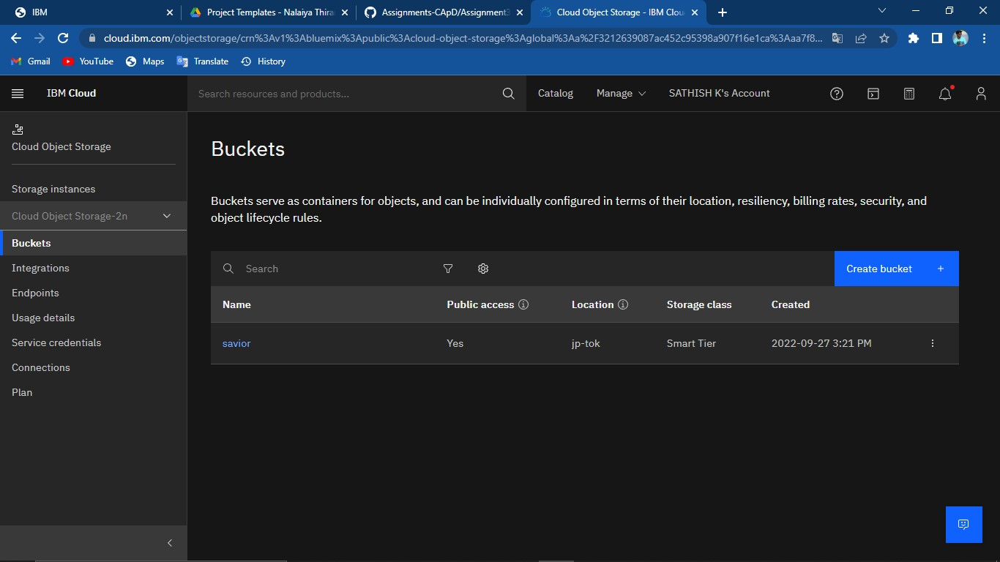 IBM
Project Templates - Nalaiya Thira
Assignments-CApD/Assignment3
Cloud Object Storage - IBM Clou
cloud.ibm.com/objectstorage/crn%3Av1%3Abluemix%3Apublic%3Acloud-object-storage%3Aglobal%3Aa%2F3212639087ac452c95398a907f16e1ca%3Aaa7f8...
Gmail YouTube Maps Translate History
IBM Cloud
Search resources and products...
Catalog Manage SATHISH K's Account
Cloud Object Storage
Storage instances
Cloud Object Storage-2n
Buckets
Integrations
Endpoints
Usage details
Service credentials
Connections
Plan
Buckets
Buckets serve as containers for objects, and can be individually configured in terms of their location, resiliency, billing rates, security, and
object lifecycle rules.
Search
Create bucket +
Name Public access Location Storage class Created
savior Yes jp-tok Smart Tier 2022-09-27 3:21 PM